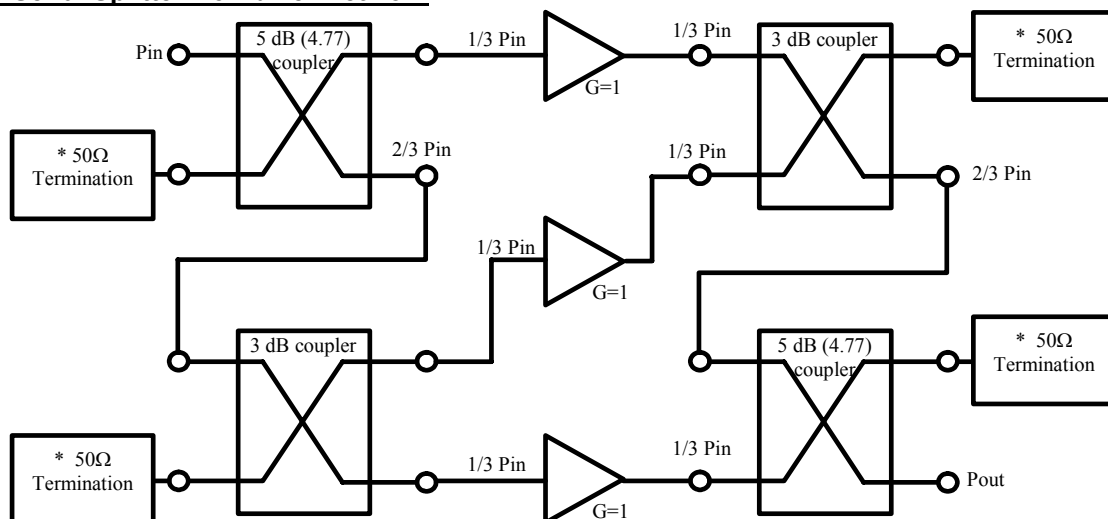 Pin
5 dB (4.77)
coupler
1/3 Pin
G=1
1/3 Pin
3 dB coupler
* 50Ω
Termination
* 50Ω
Termination
2/3 Pin
1/3 Pin
2/3 Pin
1/3 Pin
G=1
3 dB coupler
5 dB (4.77)
coupler
* 50Ω
Termination
* 50Ω
Termination
1/3 Pin
G=1
1/3 Pin
Pout